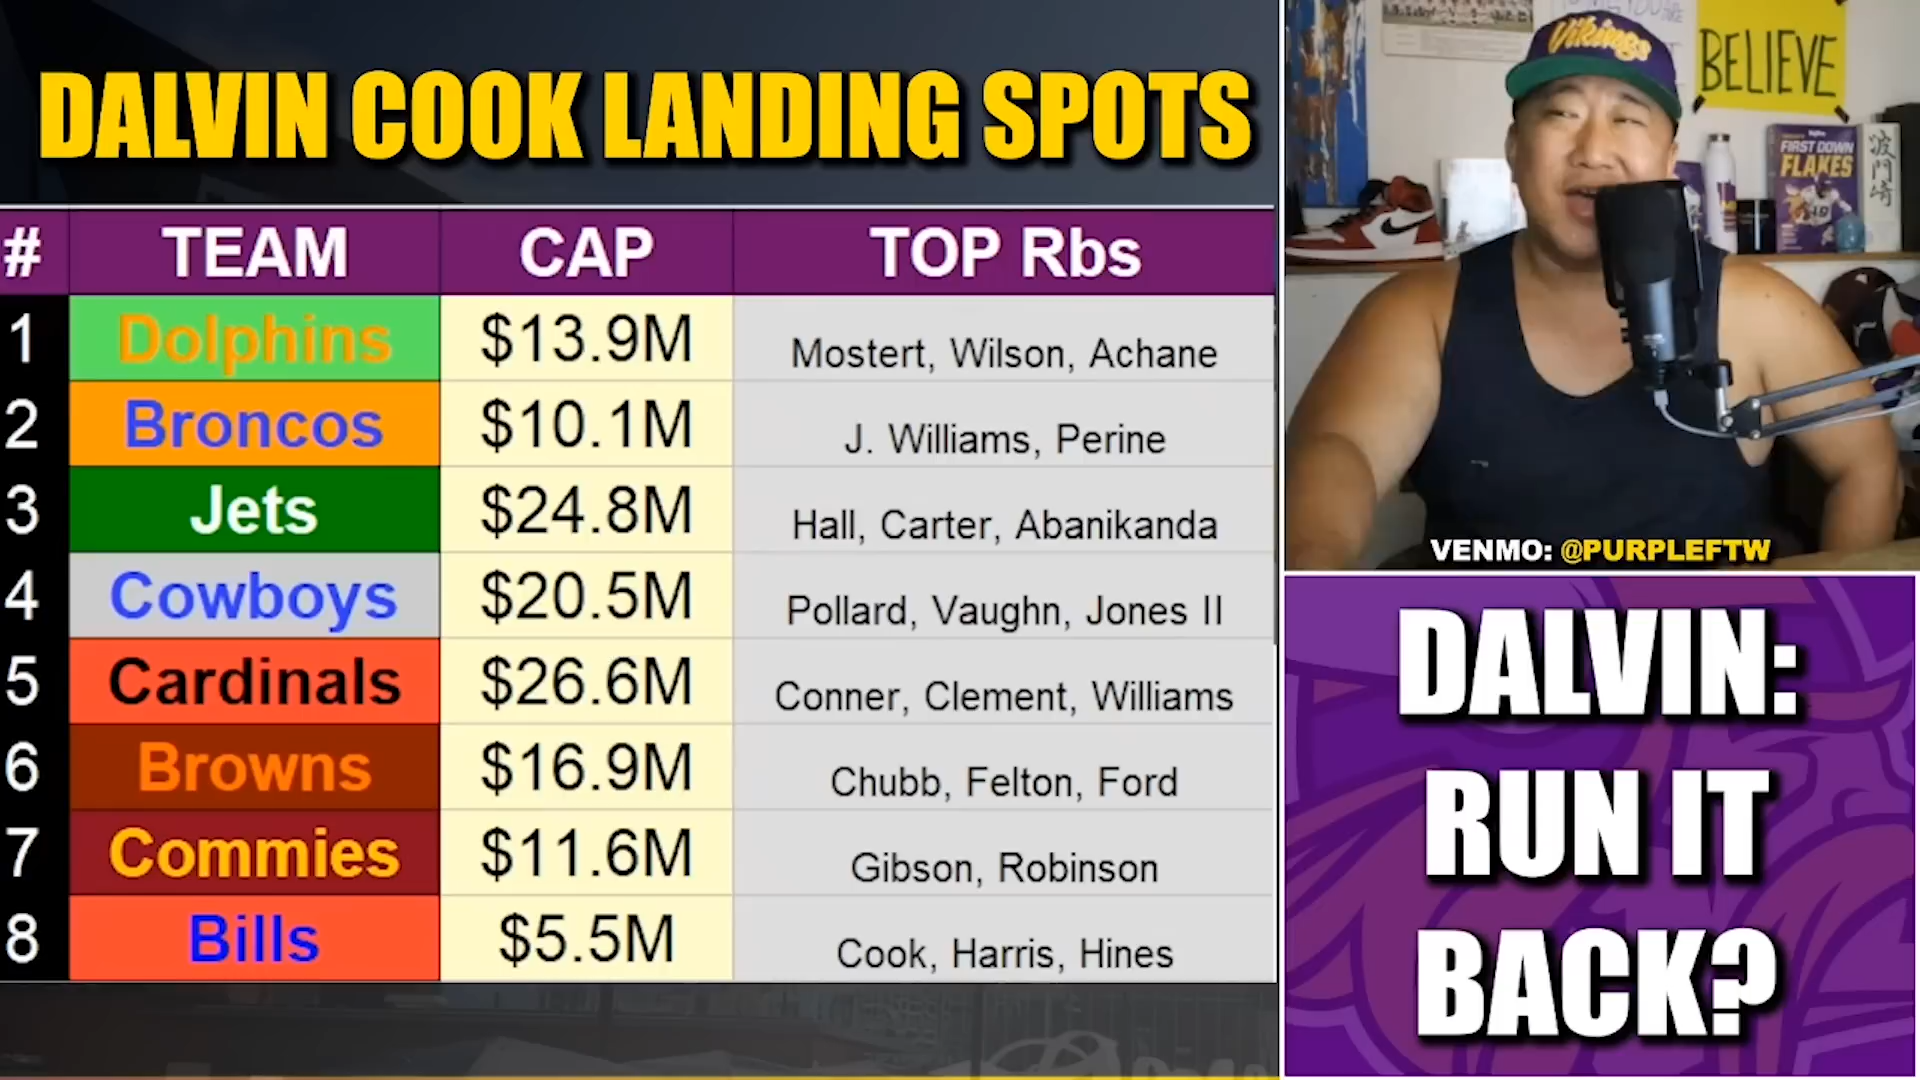 DALVIN COOK LANDING SPOTS
# TEAM CAP TOP Rbs
1 Dolphins $13.9M Mostert, Wilson, Achane
2 Broncos $10.1M J. Williams, Perine
3 Jets $24.8M Hall, Carter, Abanikanda
4 Cowboys $20.5M Pollard, Vaughn, Jones II
5 Cardinals $26.6M Conner, Clement, Williams
6 Browns $16.9M Chubb, Felton, Ford
7 Commies $11.6M Gibson, Robinson
8 Bills $5.5M Cook, Harris, Hines
Vikings
BELIEVE
FIRST DOWN
FLAKES
VENMO: @PURPLEFTW
DALVIN:
RUN IT
BACK?